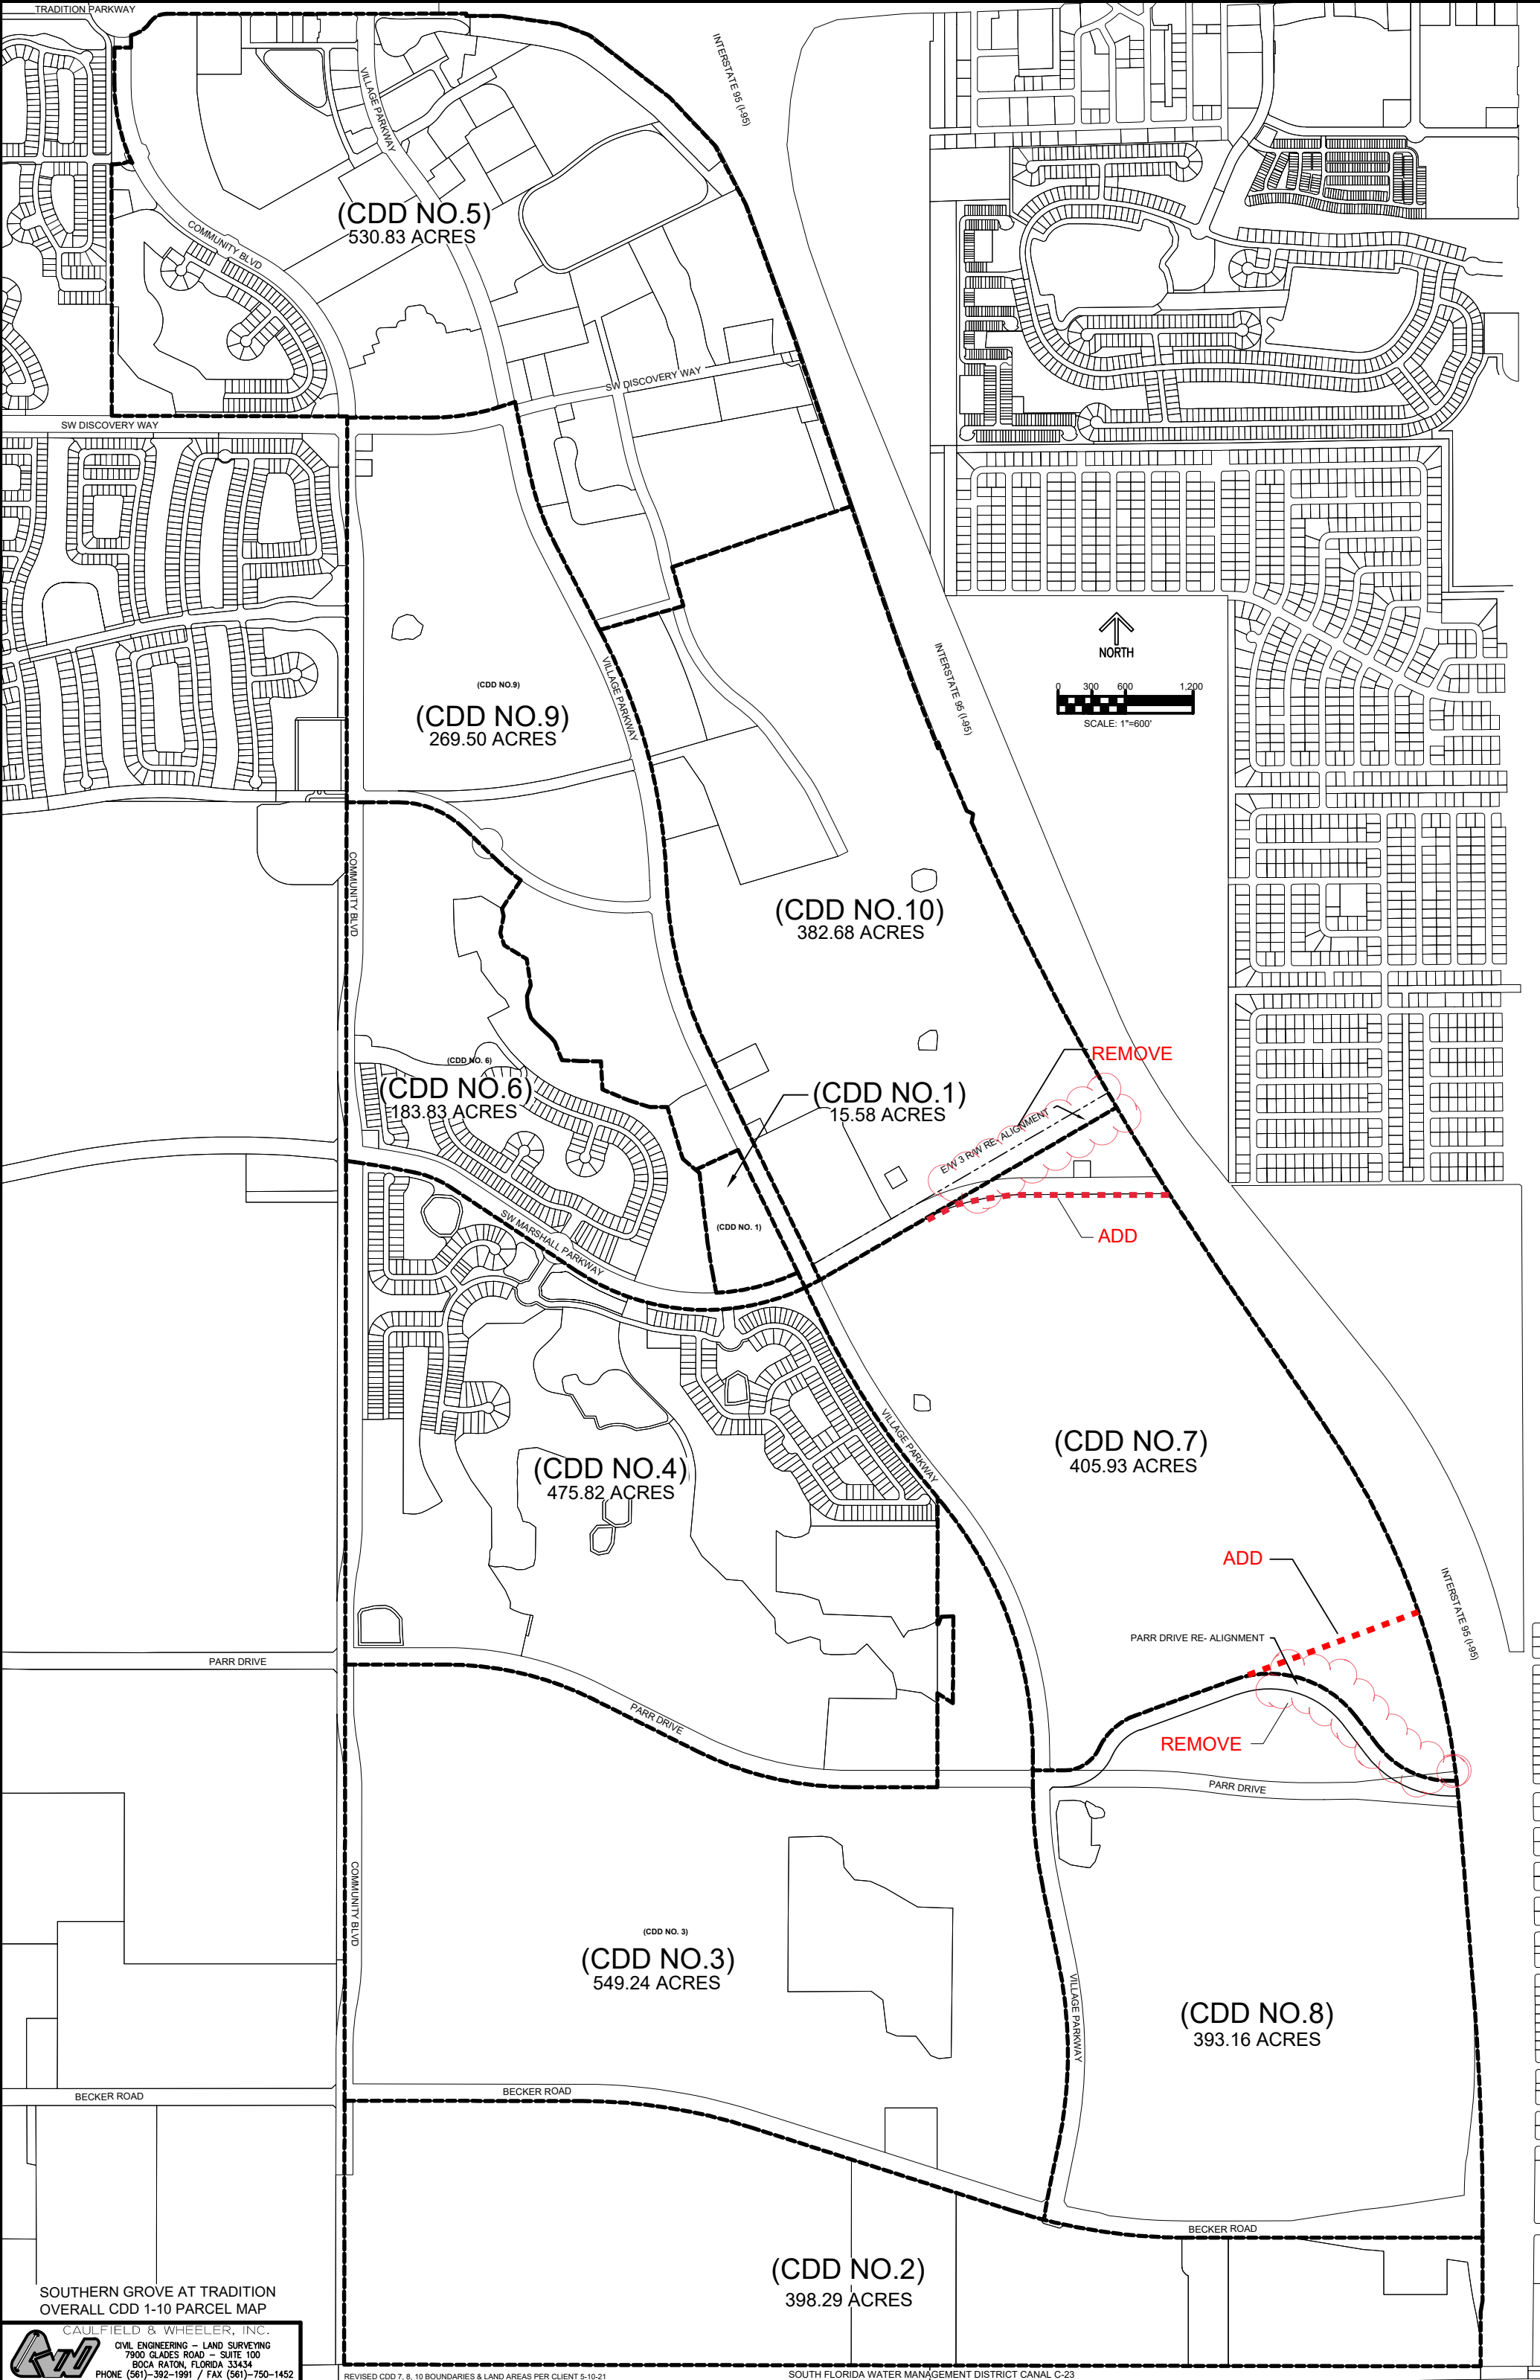 TRADITION PARKWAY
INTERSTATE 95 (I-95)
VILLAGE PARKWAY
(CDD NO.5)
530.83 ACRES
COMMUNITY BLVD
SW DISCOVERY WAY
SW DISCOVERY WAY
NORTH
INTERSTATE 95 (I-95)
VILLAGE PARKWAY
(CDD NO.9)
(CDD NO.9)
269.50 ACRES
0 300 600 1,200
SCALE: 1"=600'
COMMUNITY BLVD
(CDD NO.10)
382.68 ACRES
REMOVE
(CDD NO. 6)
(CDD NO.6)
183.83 ACRES
(CDD NO.1)
15.58 ACRES
E/W 3 R/W RE- ALIGNMENT
SW MARSHALL PARKWAY
(CDD NO. 1)
ADD
VILLAGE PARKWAY
(CDD NO.7)
405.93 ACRES
(CDD NO.4)
475.82 ACRES
ADD
INTERSTATE 95 (I-95)
PARR DRIVE RE- ALIGNMENT
PARR DRIVE
PARR DRIVE
REMOVE
PARR DRIVE
COMMUNITY BLVD
(CDD NO. 3)
(CDD NO.3)
549.24 ACRES
VILLAGE PARKWAY
(CDD NO.8)
393.16 ACRES
BECKER ROAD
BECKER ROAD
BECKER ROAD
(CDD NO.2)
398.29 ACRES
SOUTHERN GROVE AT TRADITION
OVERALL CDD 1-10 PARCEL MAP
CAULFIELD & WHEELER, INC.
CIVIL ENGINEERING – LAND SURVEYING
7900 GLADES ROAD – SUITE 100
BOCA RATON, FLORIDA 33434
PHONE (561)-392-1991 / FAX (561)-750-1452
REVISED CDD 7, 8, 10 BOUNDARIES & LAND AREAS PER CLIENT 5-10-21
SOUTH FLORIDA WATER MANAGEMENT DISTRICT CANAL C-23